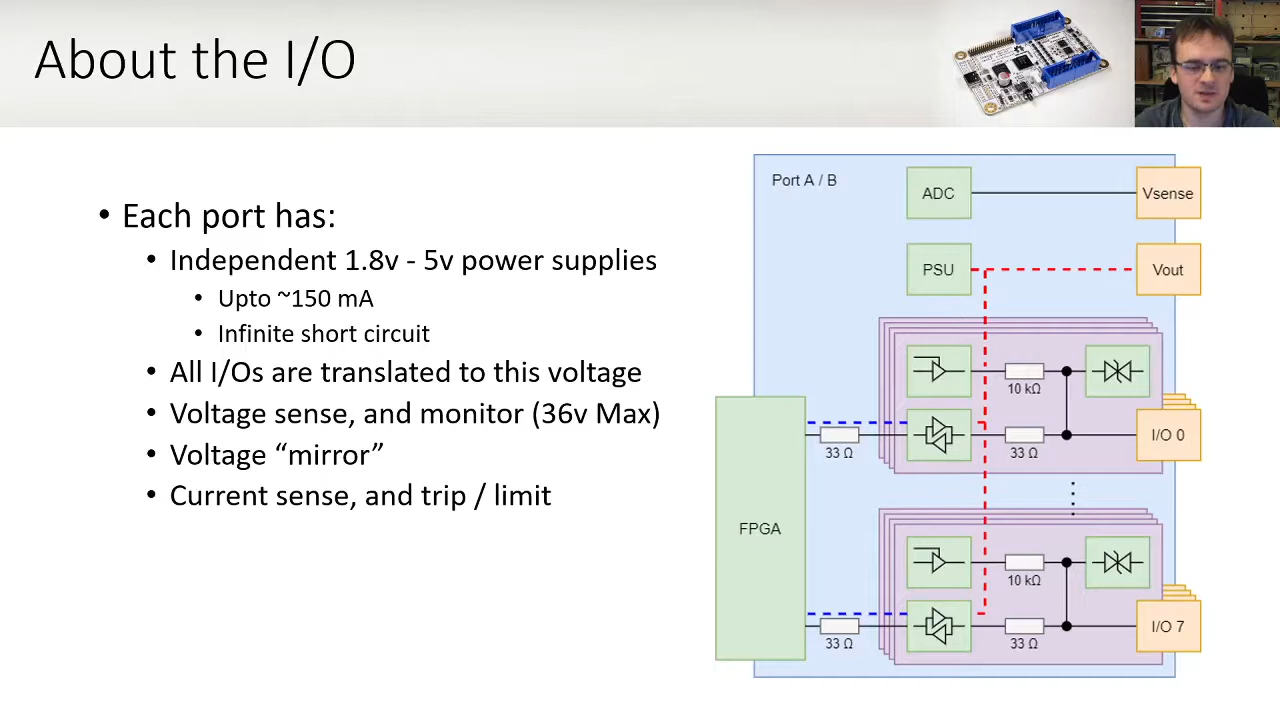 About the I/O
• Each port has:
• Independent 1.8v - 5v power supplies
• Upto ~150 mA
• Infinite short circuit
• All I/Os are translated to this voltage
• Voltage sense, and monitor (36v Max)
• Voltage “mirror”
• Current sense, and trip / limit
Port A / B
ADC
Vsense
PSU
Vout
10 kΩ
33 Ω
33 Ω
I/O 0
FPGA
10 kΩ
33 Ω
33 Ω
I/O 7